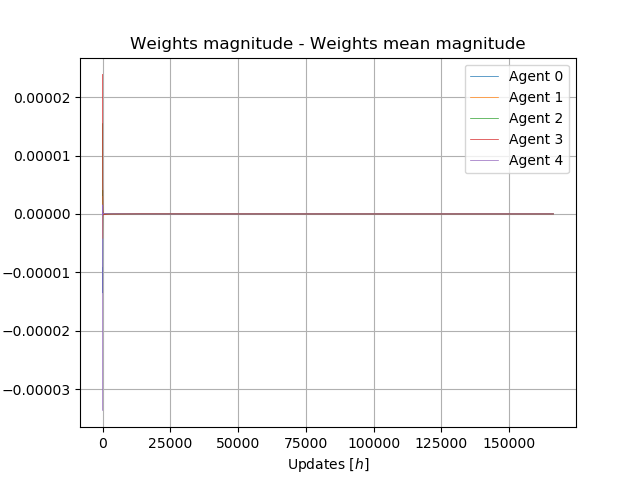 Weights magnitude - Weights mean magnitude
Agent 0
Agent 1
Agent 2
Agent 3
Agent 4
0.00002
0.00001
0.00000
−0.00001
−0.00002
−0.00003
0 25000 50000 75000 100000 125000 150000
Updates [h]